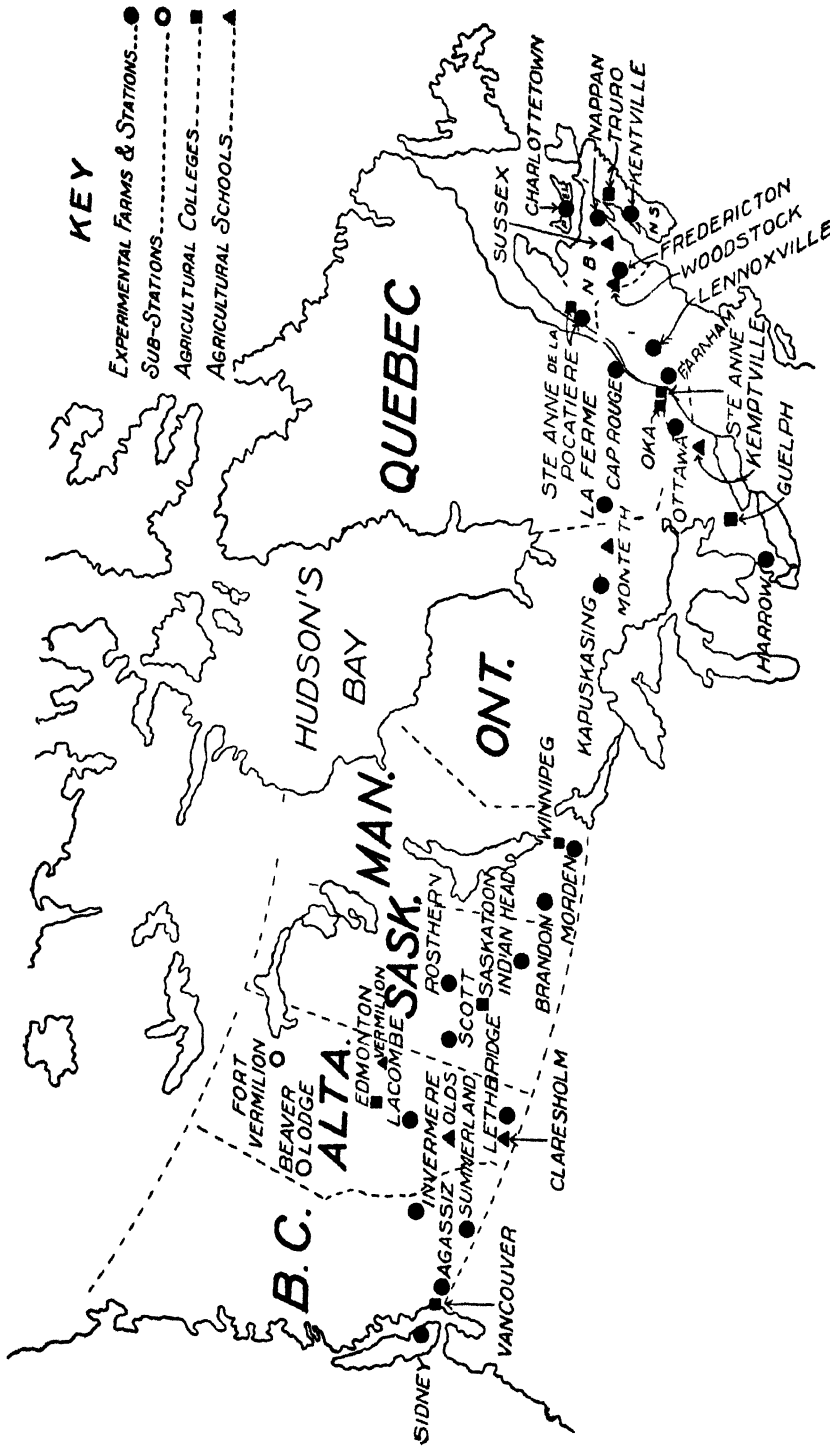 KEY
EXPERIMENTAL FARMS & STATIONS
SUB-STATIONS
AGRICULTURAL COLLEGES
AGRICULTURAL SCHOOLS
HUDSON'S
BAY
QUEBEC
ONT.
MAN.
SASK.
ALTA.
B.C.
FORT
VERMILION
BEAVER
LODGE
EDMONTON
VERMILION
LACOMBE
INVERMERE
OLDS
AGASSIZ
SUMMERLAND
LETHBRIDGE
CLARESHOLM
VANCOUVER
SIDNEY
ROSTHERN
SCOTT
SASKATOON
INDIAN HEAD
BRANDON
MORDEN
WINNIPEG
KAPUSKASING
MONTEITH
LA FERME
CAP ROUGE
STE ANNE DE LA
POCATIERE
OKA
OTTAWA
HARROW
GUELPH
KEMPTVILLE
STE ANNE
FARNHAM
LENNOXVILLE
WOODSTOCK
FREDERICTON
N B
SUSSEX
CHARLOTTETOWN
NAPPAN
TRURO
KENTVILLE
N S